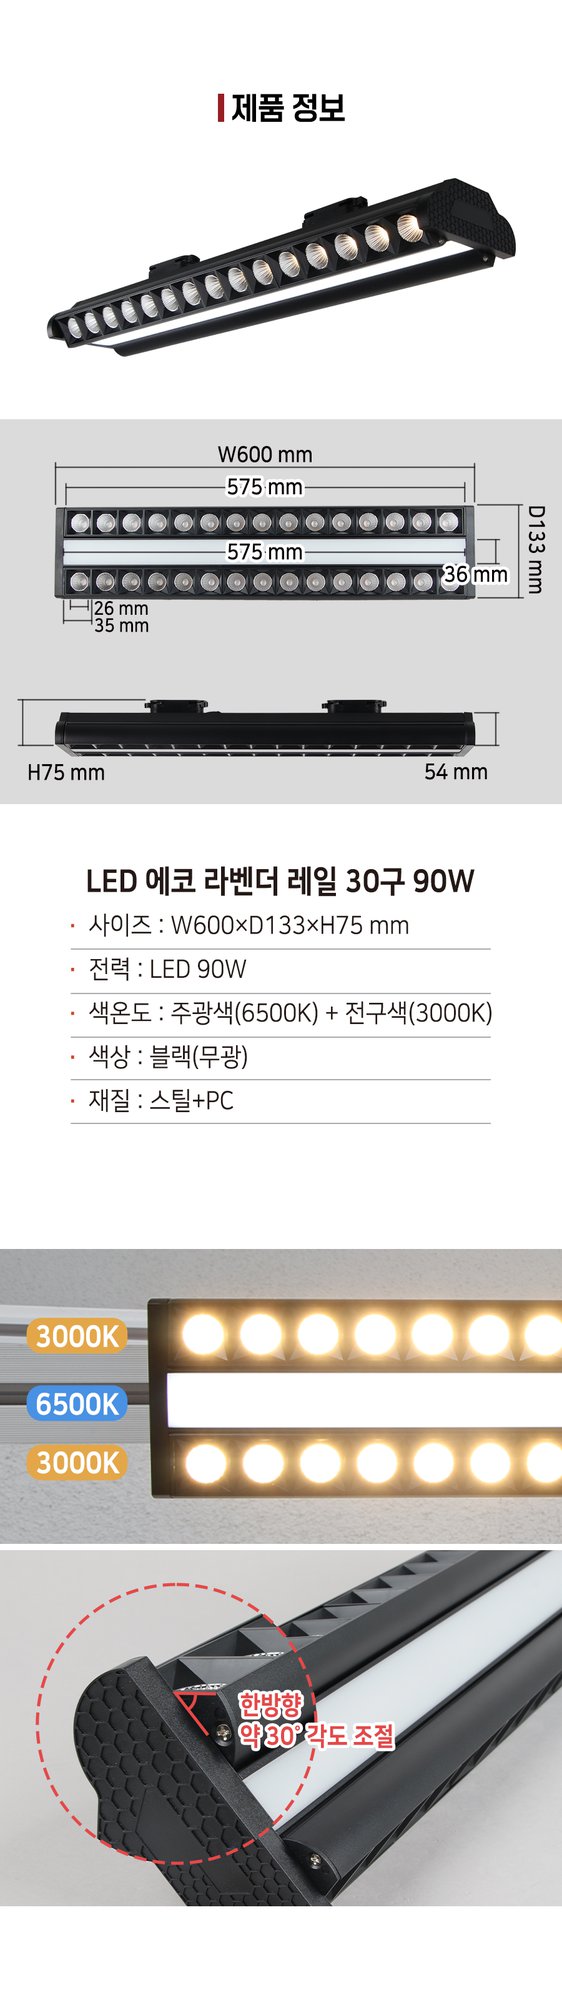 제품 정보
W600 mm
575 mm
575 mm
D133 mm
36 mm
26 mm
35 mm
H75 mm
54 mm
LED 에코 라벤더 레일 30구 90W
· 사이즈 : W600×D133×H75 mm
· 전력 : LED 90W
· 색온도 : 주광색(6500K) + 전구색(3000K)
· 색상 : 블랙(무광)
· 재질 : 스틸+PC
3000K
6500K
3000K
한방향
약 30° 각도 조절